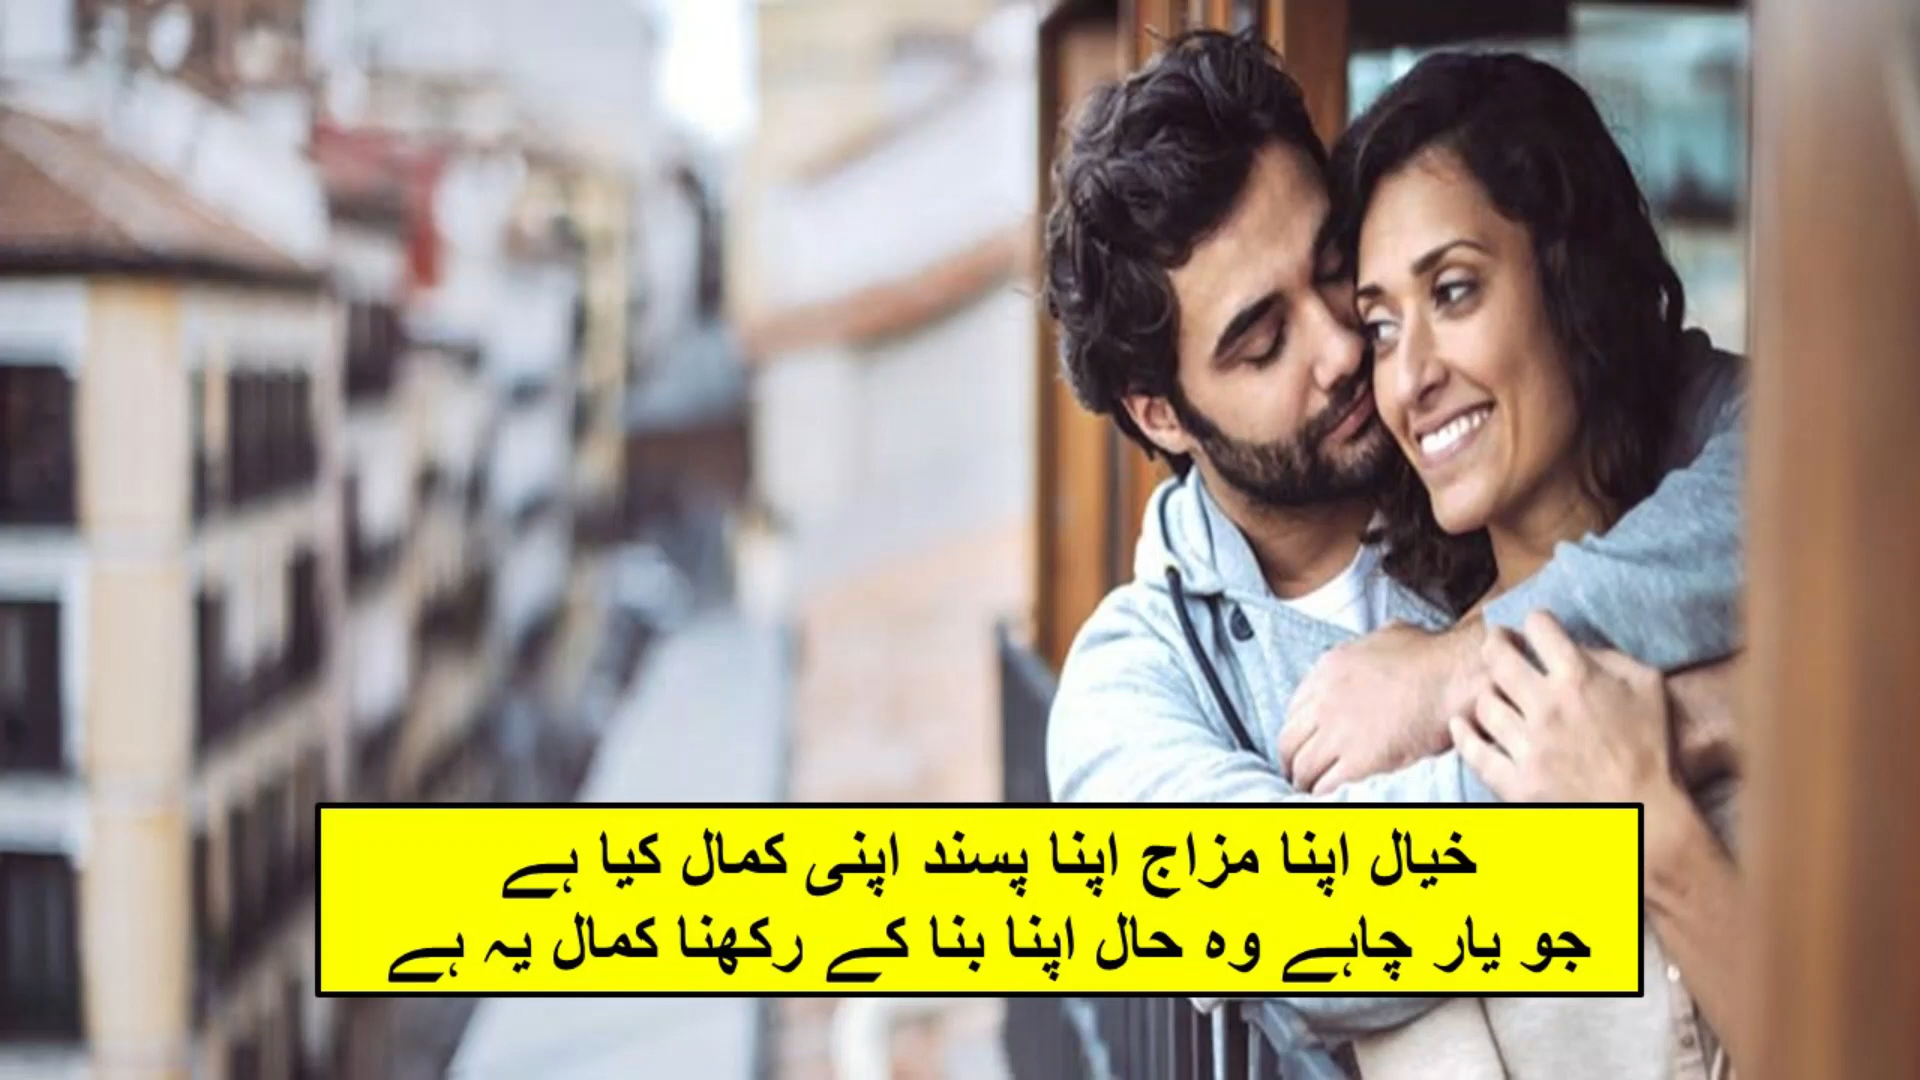 خیال اپنا مزاج اپنا پسند اپنی کمال کیا ہے
جو یار چاہے وہ حال اپنا بنا کے رکھنا کمال یہ ہے